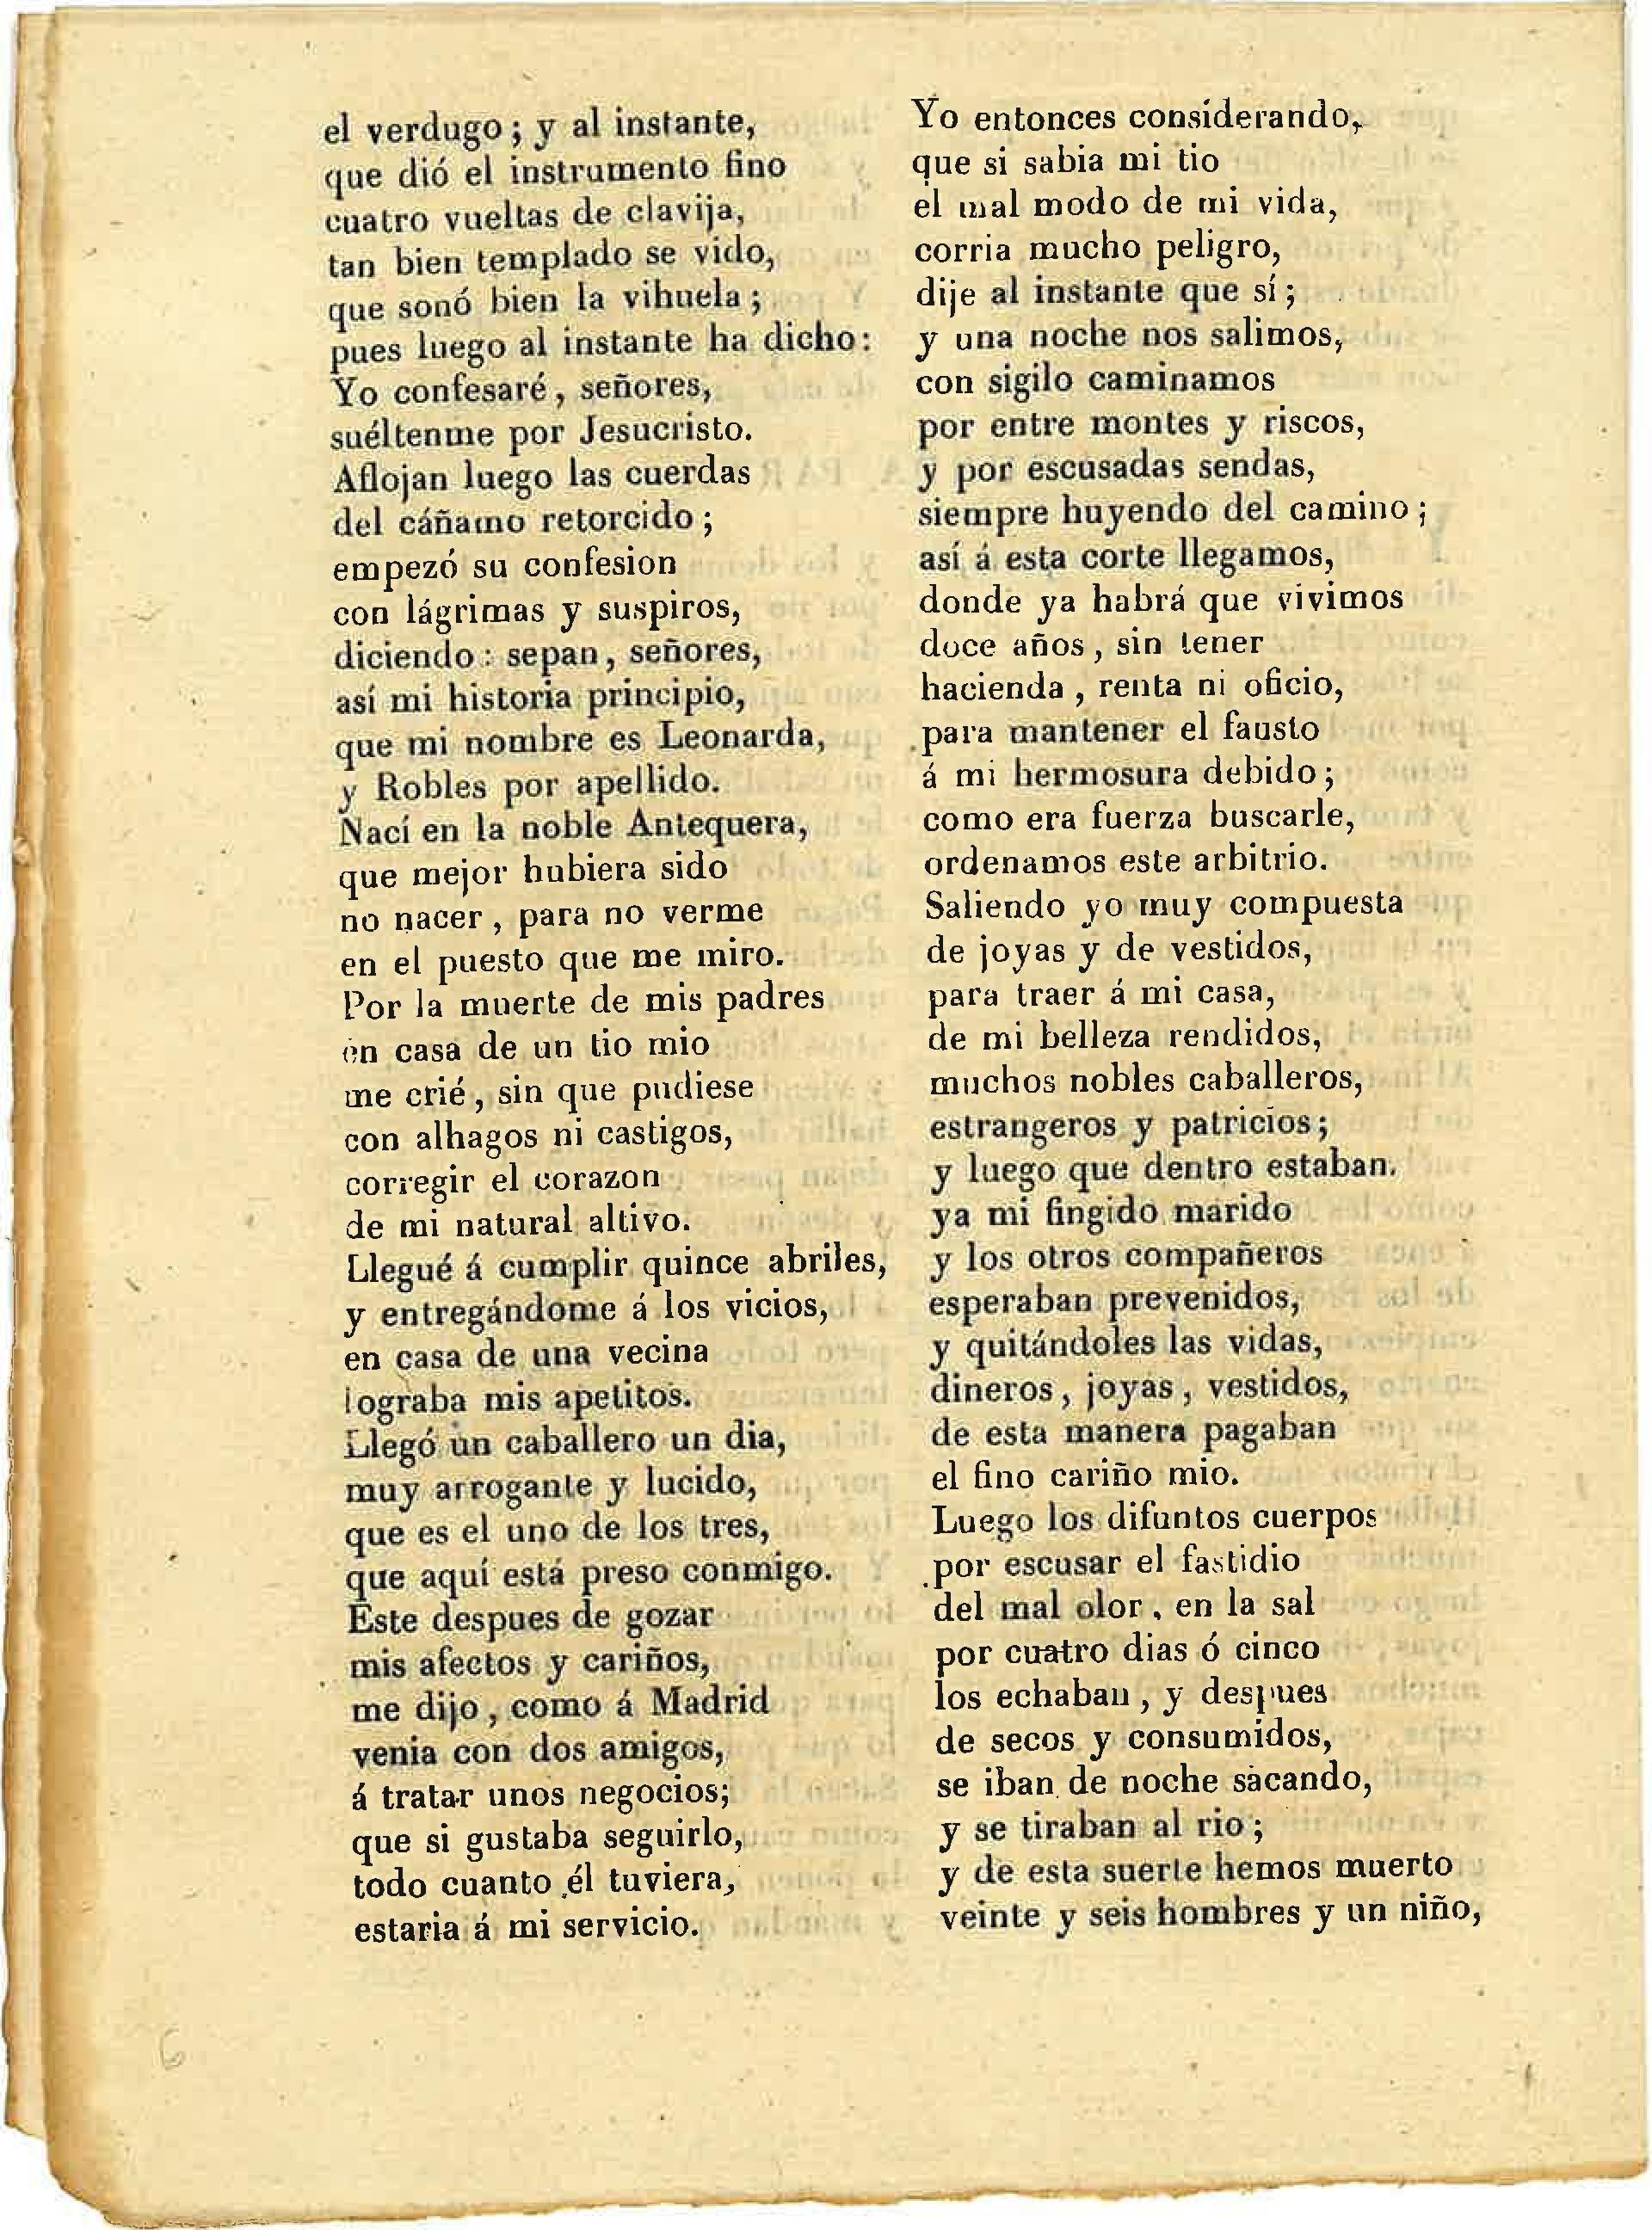 el verdugo; y al instante,
que dió el instrumento fino
cuatro vueltas de clavija,
tan bien templado se vido,
que sonó bien la vihuela;
pues luego al instante ha dicho:
Yo confesaré, señores,
suéltenme por Jesucristo.
Aflojan luego las cuerdas
del cáñamo retorcido;
empezó su confesion
con lágrimas y suspiros,
diciendo: sepan, señores,
así mi historia principio,
que mi nombre es Leonarda,
y Robles por apellido.
Nací en la noble Antequera,
que mejor hubiera sido
no nacer, para no verme
en el puesto que me miro.
Por la muerte de mis padres
en casa de un tio mio
me crié, sin que pudiese
con alhagos ni castigos,
corregir el corazon
de mi natural altivo.
Llegué á cumplir quince abriles,
y entregándome á los vicios,
en casa de una vecina
lograba mis apetitos.
Llegó un caballero un dia,
muy arrogante y lucido,
que es el uno de los tres,
que aquí está preso conmigo.
Este despues de gozar
mis afectos y cariños,
me dijo, como á Madrid
venia con dos amigos,
á tratar unos negocios;
que si gustaba seguirlo,
todo cuanto él tuviera,
estaria á mi servicio.
Yo entonces considerando,
que si sabia mi tio
el mal modo de mi vida,
corria mucho peligro,
dije al instante que sí;
y una noche nos salimos,
con sigilo caminamos
por entre montes y riscos,
y por escusadas sendas,
siempre huyendo del camino;
así á esta corte llegamos,
donde ya habrá que vivimos
doce años, sin tener
hacienda, renta ni oficio,
para mantener el fausto
á mi hermosura debido;
como era fuerza buscarle,
ordenamos este arbitrio.
Saliendo yo muy compuesta
de joyas y de vestidos,
para traer á mi casa,
de mi belleza rendidos,
muchos nobles caballeros,
estrangeros y patricios;
y luego que dentro estaban.
ya mi fingido marido
y los otros compañeros
esperaban prevenidos,
y quitándoles las vidas,
dineros, joyas, vestidos,
de esta manera pagaban
el fino cariño mio.
Luego los difuntos cuerpos
por escusar el fastidio
del mal olor, en la sal
por cuatro dias ó cinco
los echaban, y despues
de secos y consumidos,
se iban de noche sacando,
y se tiraban al rio;
y de esta suerte hemos muerto
veinte y seis hombres y un niño,
6